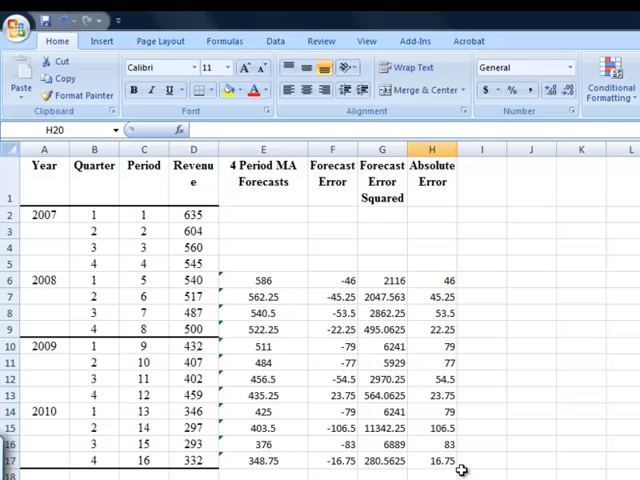 Home Insert Page Layout Formulas Data Review View Add-Ins Acrobat
Cut
Copy
Paste
Format Painter
Clipboard
Calibri 11 A A
B I U A
Font
Wrap Text
Merge & Center
Alignment
General
$ % , .0 .00 .00 .0
Number
Conditional
Formatting
H20 fx
A B C D E F G H I J K L
1 Year Quarter Period Revenu 4 Period MA Forecast Forecast Absolute
e Forecasts Error Error Error
Squared
2 2007 1 1 635
3 2 2 604
4 3 3 560
5 4 4 545
6 2008 1 5 540 586 -46 2116 46
7 2 6 517 562.25 -45.25 2047.563 45.25
8 3 7 487 540.5 -53.5 2862.25 53.5
9 4 8 500 522.25 -22.25 495.0625 22.25
10 2009 1 9 432 511 -79 6241 79
11 2 10 407 484 -77 5929 77
12 3 11 402 456.5 -54.5 2970.25 54.5
13 4 12 459 435.25 23.75 564.0625 23.75
14 2010 1 13 346 425 -79 6241 79
15 2 14 297 403.5 -106.5 11342.25 106.5
16 3 15 293 376 -83 6889 83
17 4 16 332 348.75 -16.75 280.5625 16.75
18